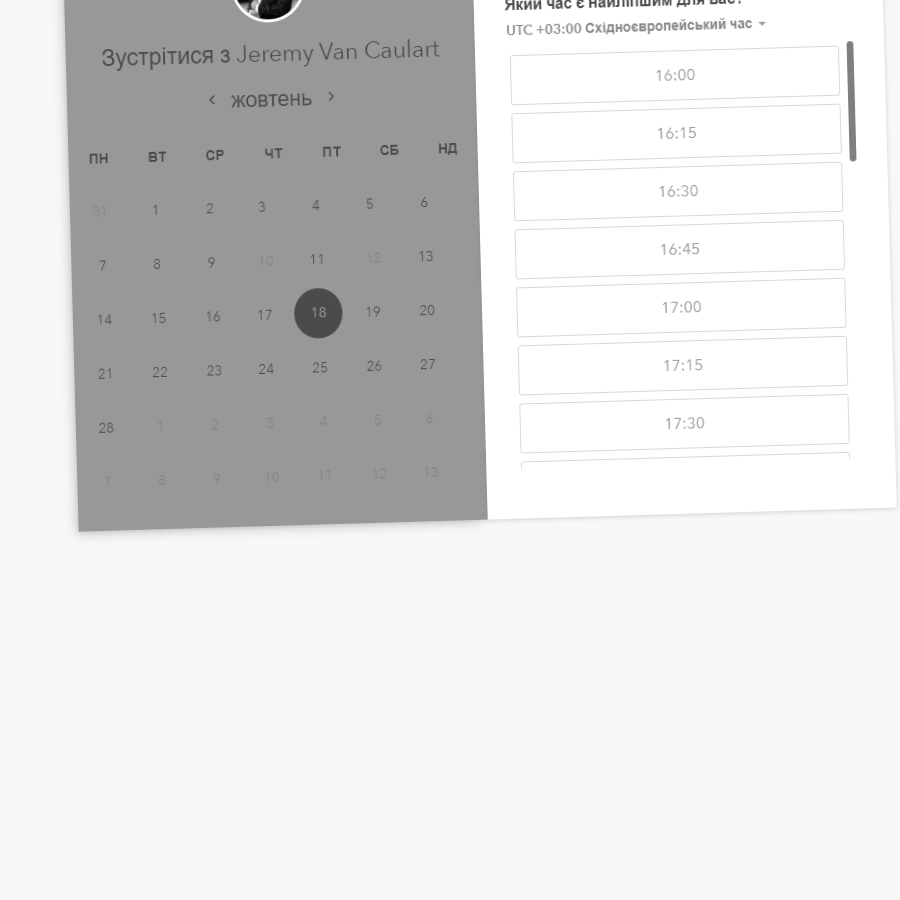 Зустрітися з Jeremy Van Caulart
‹ жовтень ›
ПН ВТ СР ЧТ ПТ СБ НД
31 1 2 3 4 5 6
7 8 9 10 11 12 13
14 15 16 17 18 19 20
21 22 23 24 25 26 27
28 1 2 3 4 5 6
7 8 9 10 11 12 13
Який час є найліпшим для вас?
UTC +03:00 Східноєвропейський час
16:00
16:15
16:30
16:45
17:00
17:15
17:30